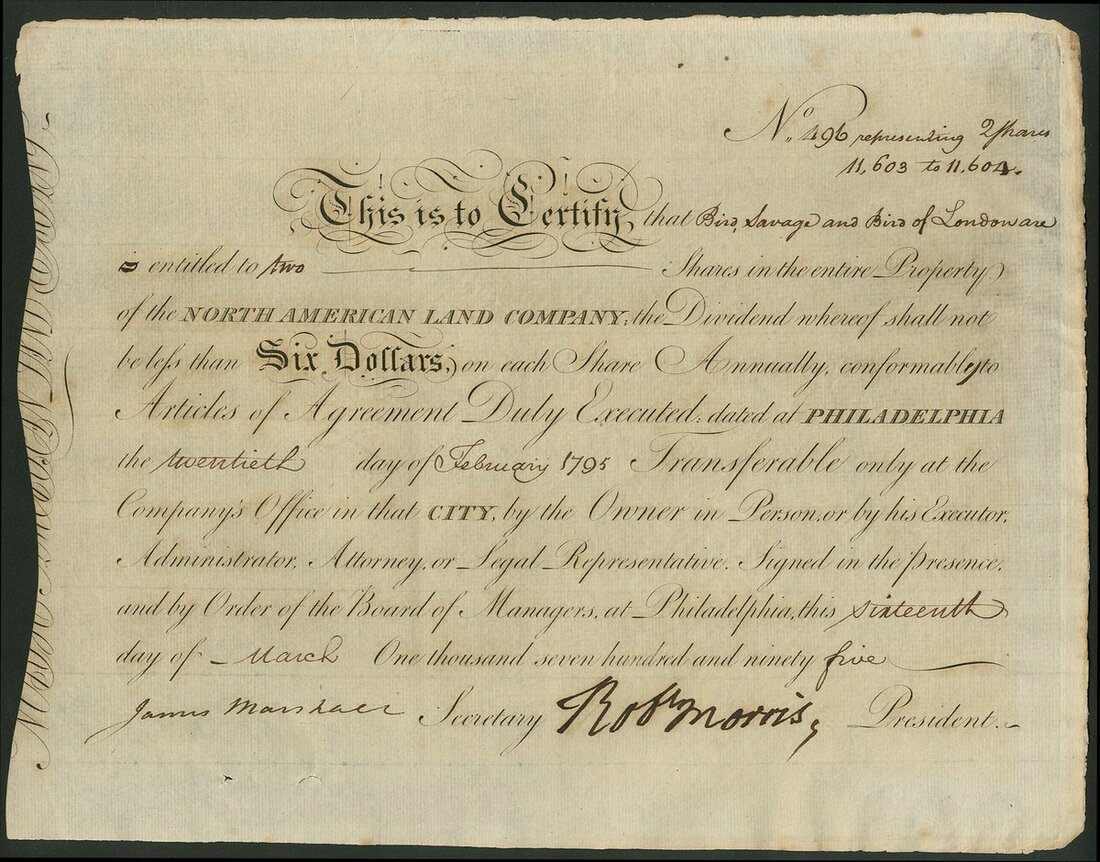 No. 496 representing 2 Shares
11,603 to 11,604.
This is to Certify, that Bird, Savage and Bird of London are
is entitled to two Shares in the entire Property
of the NORTH AMERICAN LAND COMPANY; the Dividend whereof shall not
be less than Six Dollars, on each Share Annually, conformably to
Articles of Agreement Duly Executed; dated at PHILADELPHIA
the twentieth day of February 1795 Transferable only at the
Company's Office in that CITY, by the Owner in Person, or by his Executor,
Administrator, Attorney, or Legal Representative. Signed in the presence,
and by Order of the Board of Managers, at Philadelphia, this sixteenth
day of March One thousand seven hundred and ninety five
James Marshall Secretary Robt Morris, President.